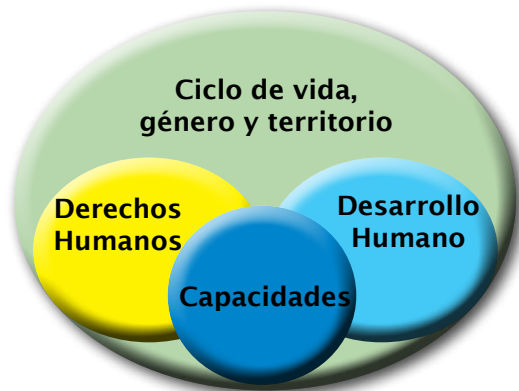 Ciclo de vida,
género y territorio
Derechos
Humanos
Desarrollo
Humano
Capacidades